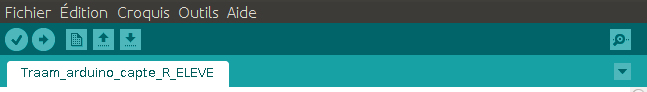 Fichier Édition Croquis Outils Aide
Traam_arduino_capte_R_ELEVE